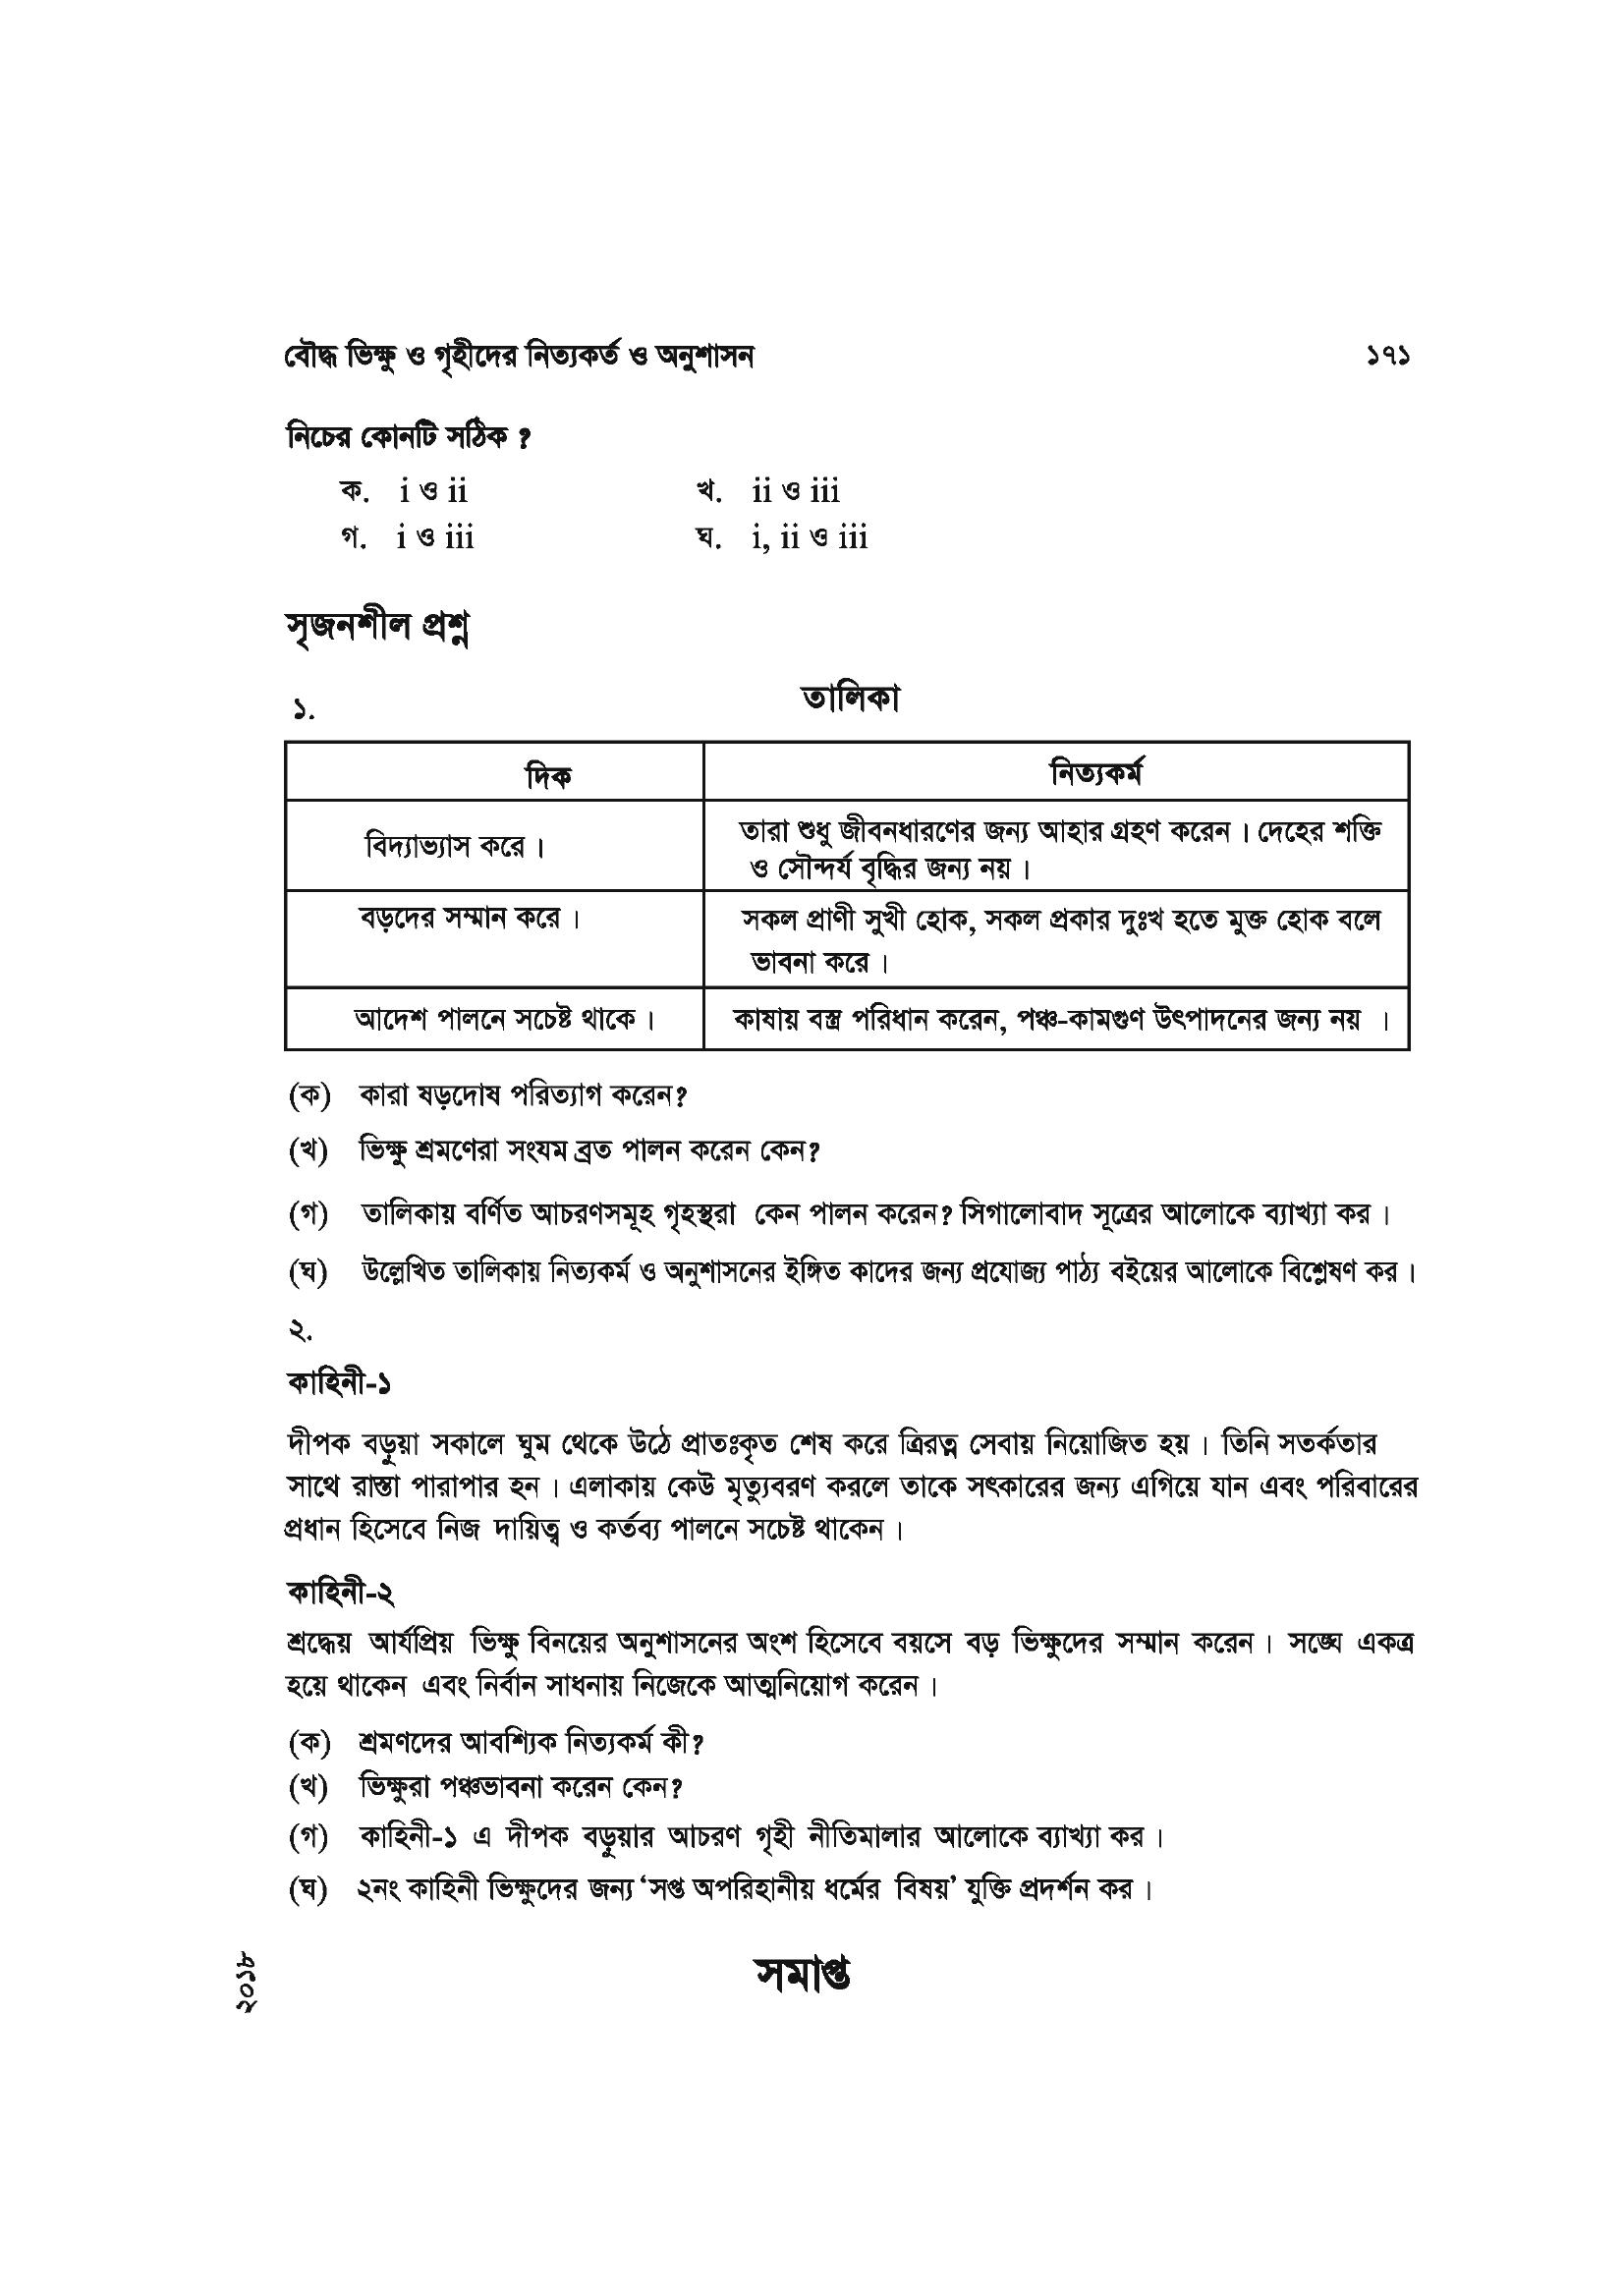 বৌদ্ধ ভিক্ষু ও গৃহীদের নিত্যকর্ত ও অনুশাসন ১৭১
নিচের কোনটি সঠিক ?
ক. i ও ii খ. ii ও iii
গ. i ও iii ঘ. i, ii ও iii
সৃজনশীল প্রশ্ন
১. তালিকা
দিক নিত্যকর্ম
বিদ্যাভ্যাস করে। তারা শুধু জীবনধারণের জন্য আহার গ্রহণ করেন। দেহের শক্তি
ও সৌন্দর্য বৃদ্ধির জন্য নয়।
বড়দের সম্মান করে। সকল প্রাণী সুখী হোক, সকল প্রকার দুঃখ হতে মুক্ত হোক বলে
ভাবনা করে।
আদেশ পালনে সচেষ্ট থাকে। কাষায় বস্ত্র পরিধান করেন, পঞ্চ-কামগুণ উৎপাদনের জন্য নয় ।
(ক) কারা ষড়দোষ পরিত্যাগ করেন?
(খ) ভিক্ষু শ্রমণেরা সংযম ব্রত পালন করেন কেন?
(গ) তালিকায় বর্ণিত আচরণসমূহ গৃহস্থরা কেন পালন করেন? সিগালোবাদ সূত্রের আলোকে ব্যাখ্যা কর।
(ঘ) উল্লেখিত তালিকায় নিত্যকর্ম ও অনুশাসনের ইঙ্গিত কাদের জন্য প্রযোজ্য পাঠ্য বইয়ের আলোকে বিশ্লেষণ কর।
২.
কাহিনী-১
দীপক বড়ুয়া সকালে ঘুম থেকে উঠে প্রাতঃকৃত শেষ করে ত্রিরত্ন সেবায় নিয়োজিত হয়। তিনি সতর্কতার
সাথে রাস্তা পারাপার হন। এলাকায় কেউ মৃত্যুবরণ করলে তাকে সৎকারের জন্য এগিয়ে যান এবং পরিবারের
প্রধান হিসেবে নিজ দায়িত্ব ও কর্তব্য পালনে সচেষ্ট থাকেন।
কাহিনী-২
শ্রদ্ধেয় আর্যপ্রিয় ভিক্ষু বিনয়ের অনুশাসনের অংশ হিসেবে বয়সে বড় ভিক্ষুদের সম্মান করেন। সঙ্ঘে একত্র
হয়ে থাকেন এবং নির্বান সাধনায় নিজেকে আত্মনিয়োগ করেন।
(ক) শ্রমণদের আবশ্যিক নিত্যকর্ম কী?
(খ) ভিক্ষুরা পঞ্চভাবনা করেন কেন?
(গ) কাহিনী-১ এ দীপক বড়ুয়ার আচরণ গৃহী নীতিমালার আলোকে ব্যাখ্যা কর।
(ঘ) ২নং কাহিনী ভিক্ষুদের জন্য ‘সপ্ত অপরিহানীয় ধর্মের বিষয়’ যুক্তি প্রদর্শন কর।
সমাপ্ত
২০১৮